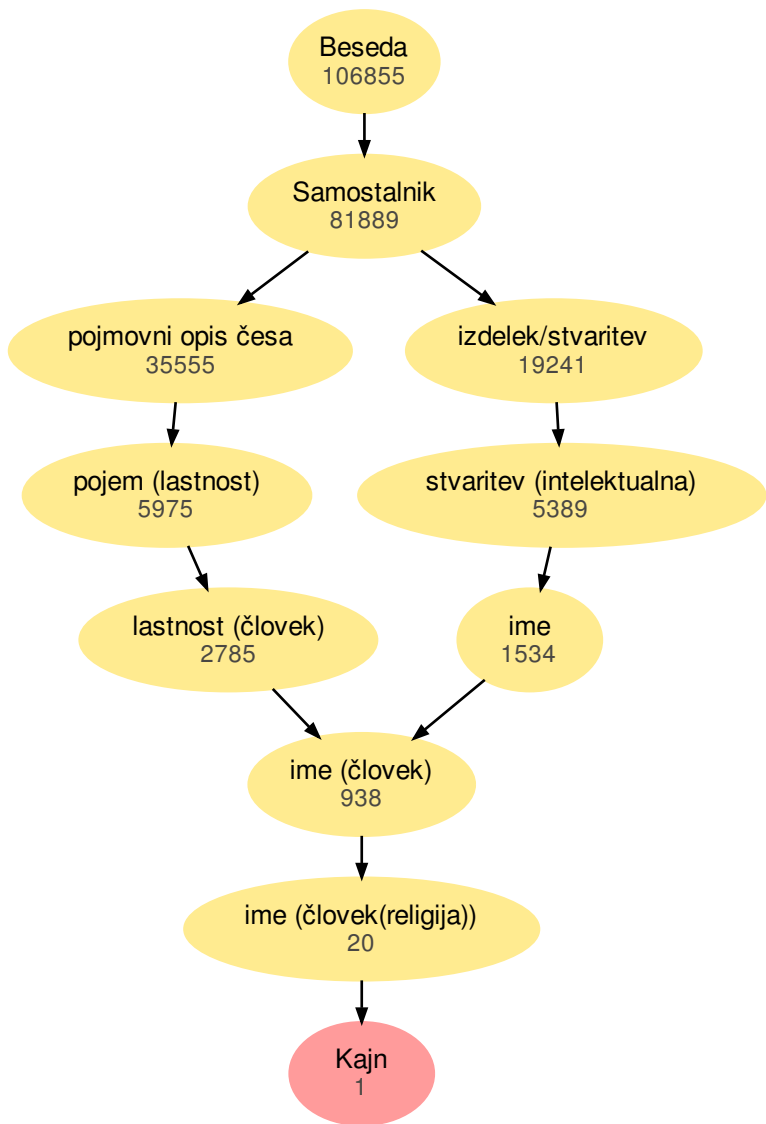 Beseda
106855
Samostalnik
81889
pojmovni opis česa
35555
izdelek/stvaritev
19241
pojem (lastnost)
5975
stvaritev (intelektualna)
5389
lastnost (človek)
2785
ime
1534
ime (človek)
938
ime (človek(religija))
20
Kajn
1